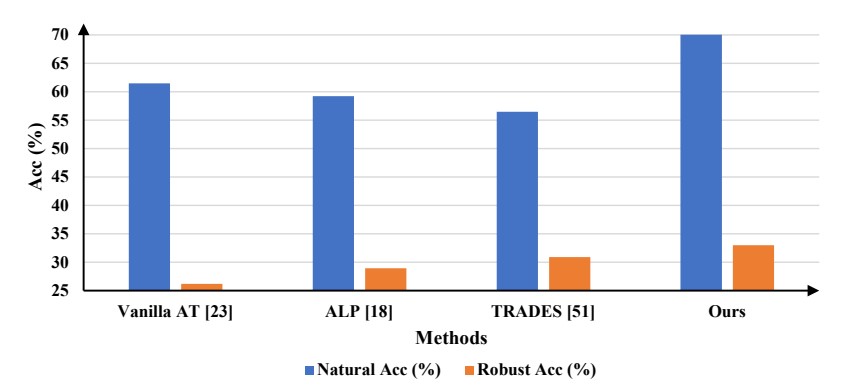 70
65
60
55
50
45
40
35
30
25
Acc (%)
Vanilla AT [23] ALP [18] TRADES [51] Ours
Methods
Natural Acc (%) Robust Acc (%)